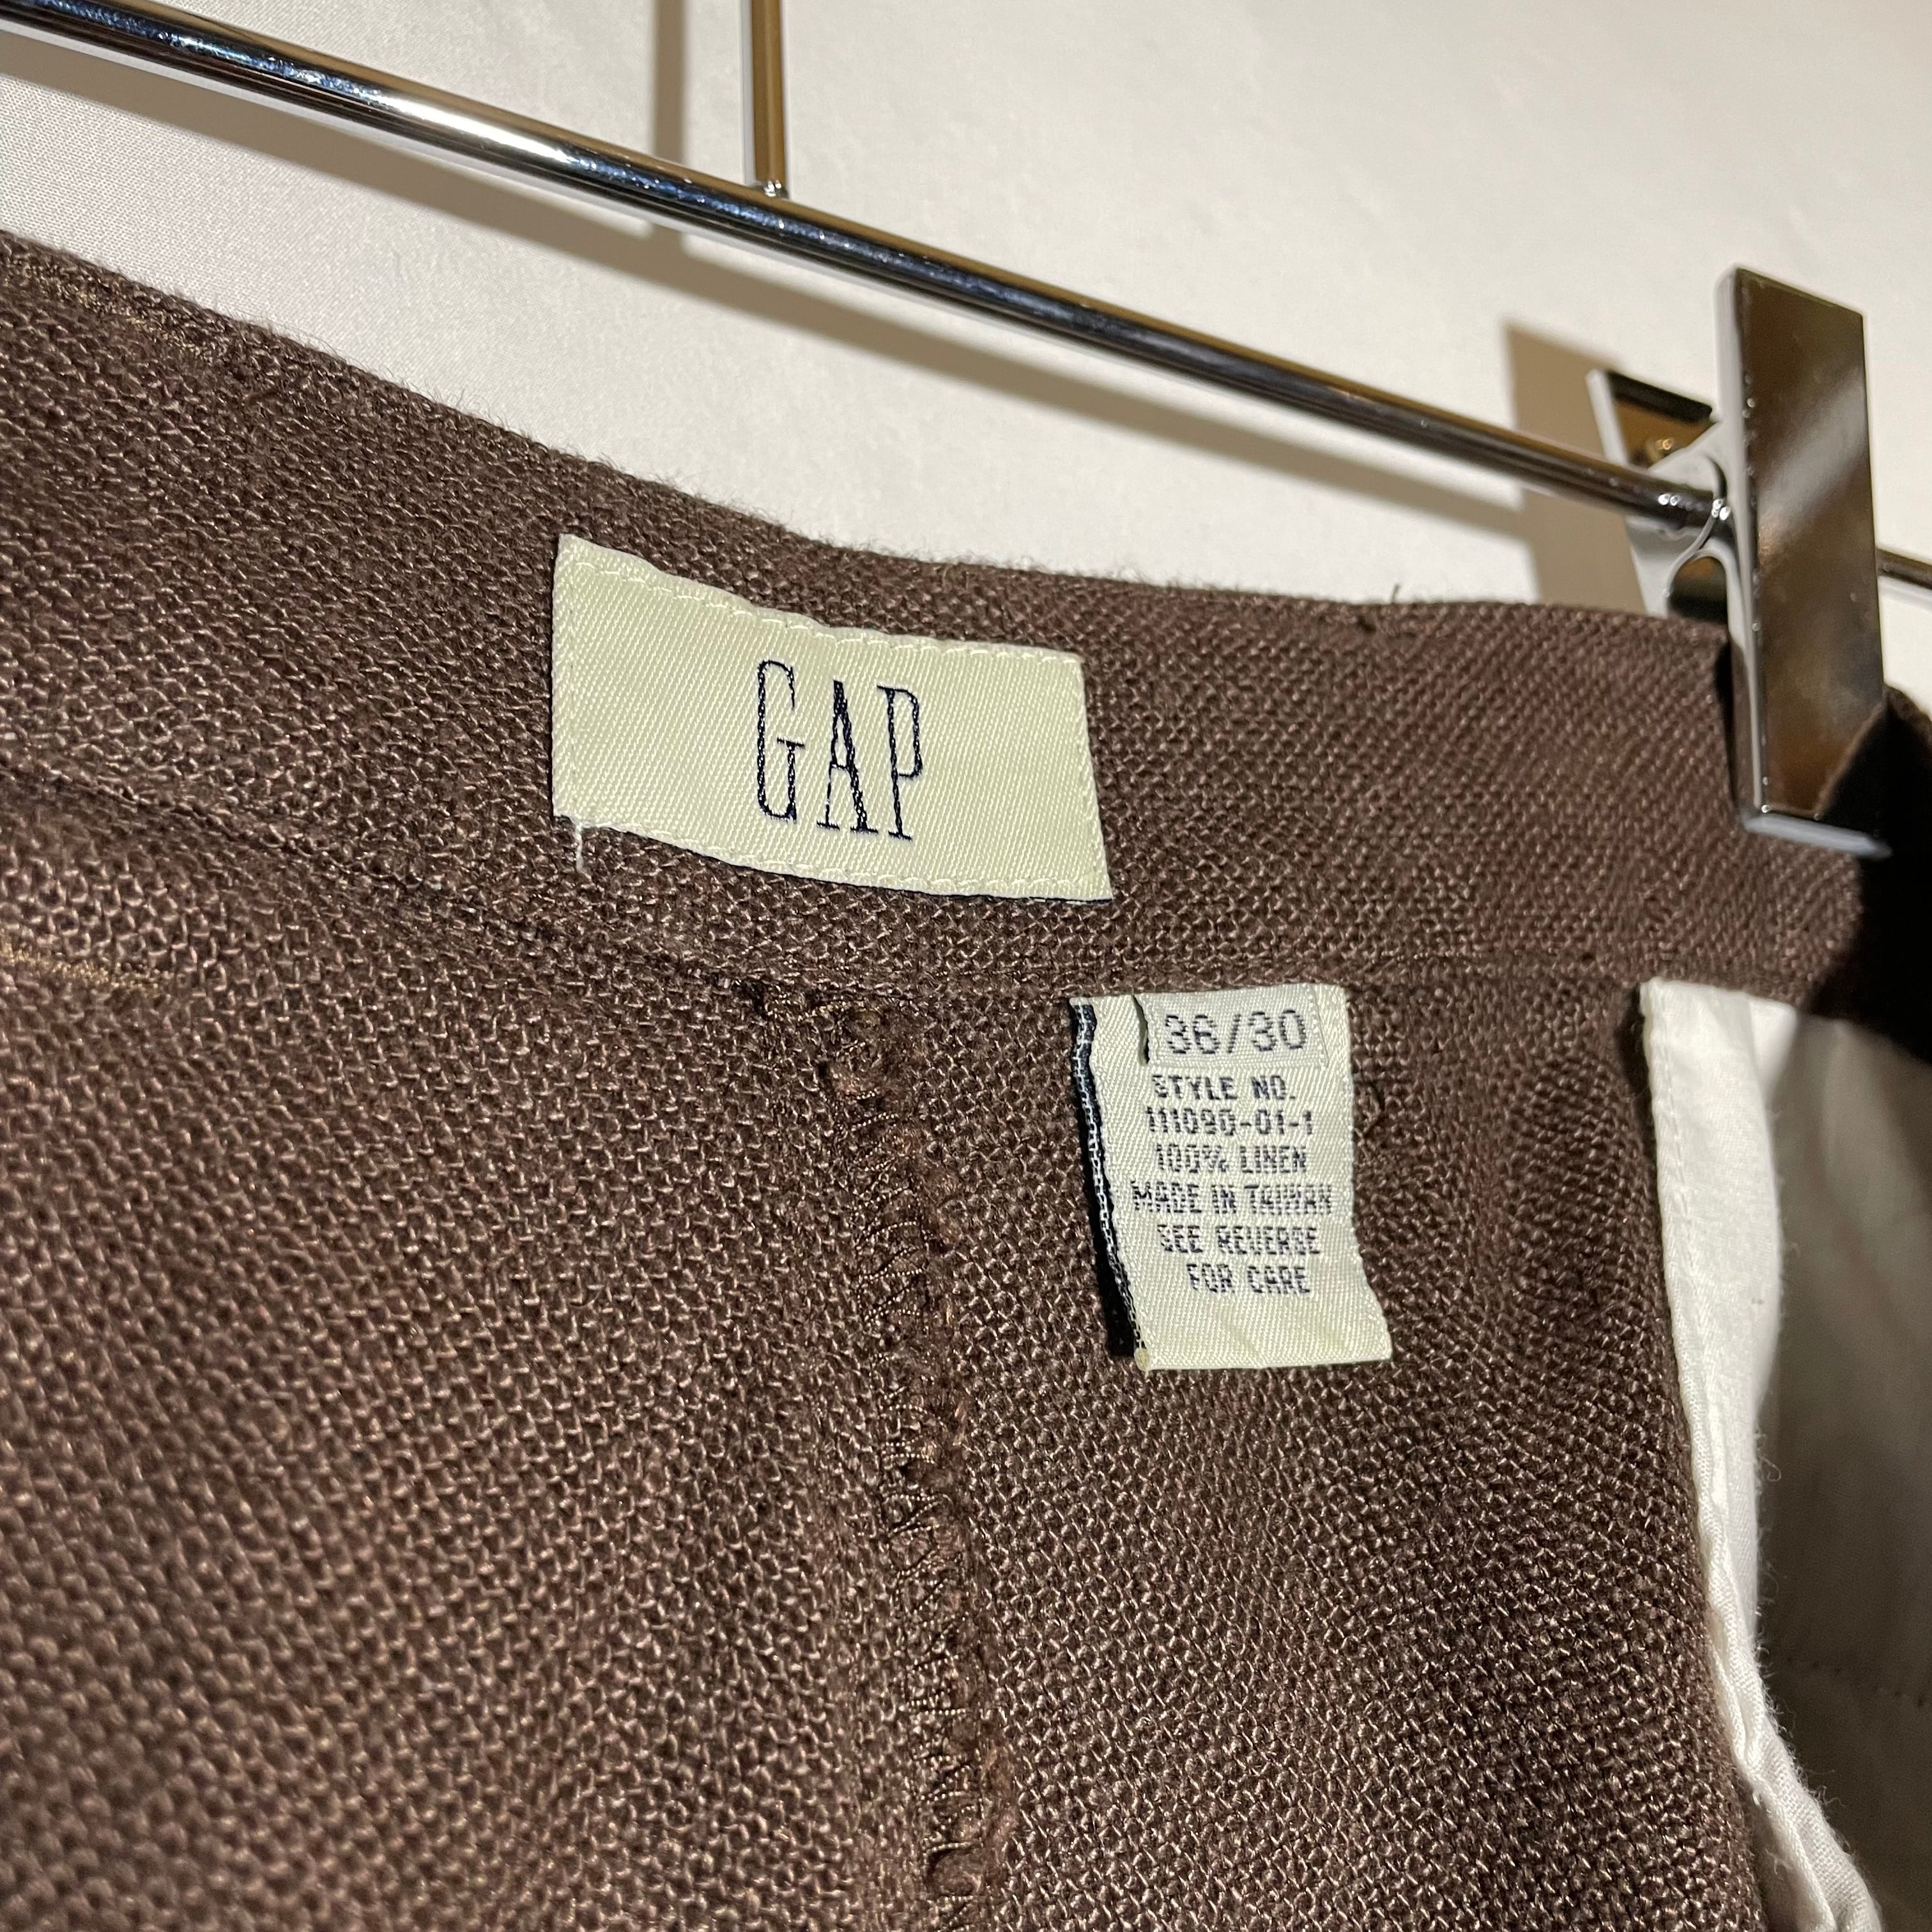 GAP
36/30
STYLE NO.
111090-01-1
100% LINEN
MADE IN TAIWAN
SEE REVERSE
FOR CARE